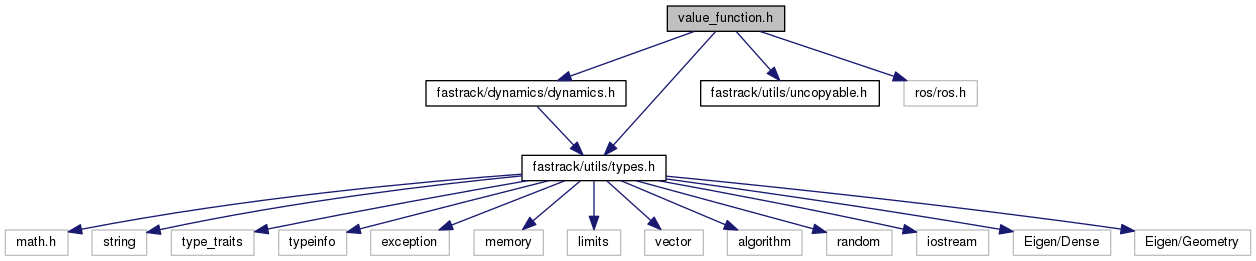 value_function.h
fastrack/dynamics/dynamics.h
fastrack/utils/uncopyable.h
ros/ros.h
fastrack/utils/types.h
math.h
string
type_traits
typeinfo
exception
memory
limits
vector
algorithm
random
iostream
Eigen/Dense
Eigen/Geometry